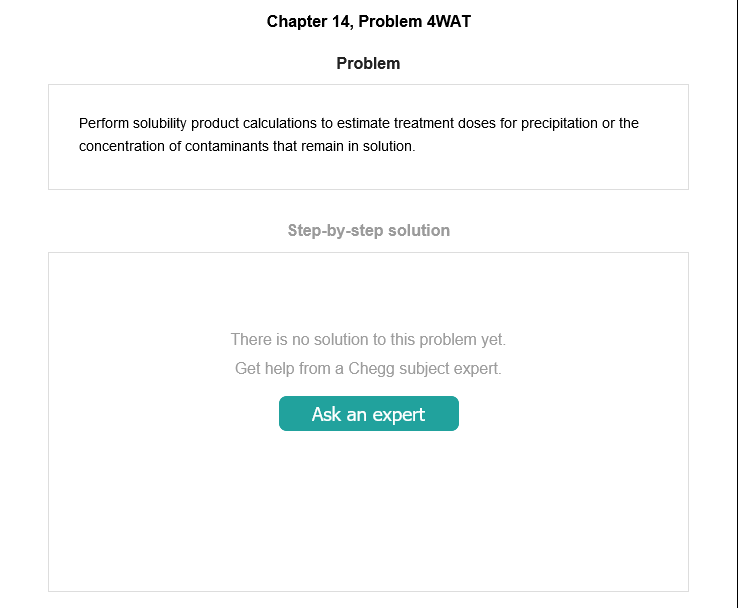 Chapter 14, Problem 4WAT
Problem
Perform solubility product calculations to estimate treatment doses for precipitation or the
concentration of contaminants that remain in solution.
Step-by-step solution
There is no solution to this problem yet.
Get help from a Chegg subject expert.
Ask an expert